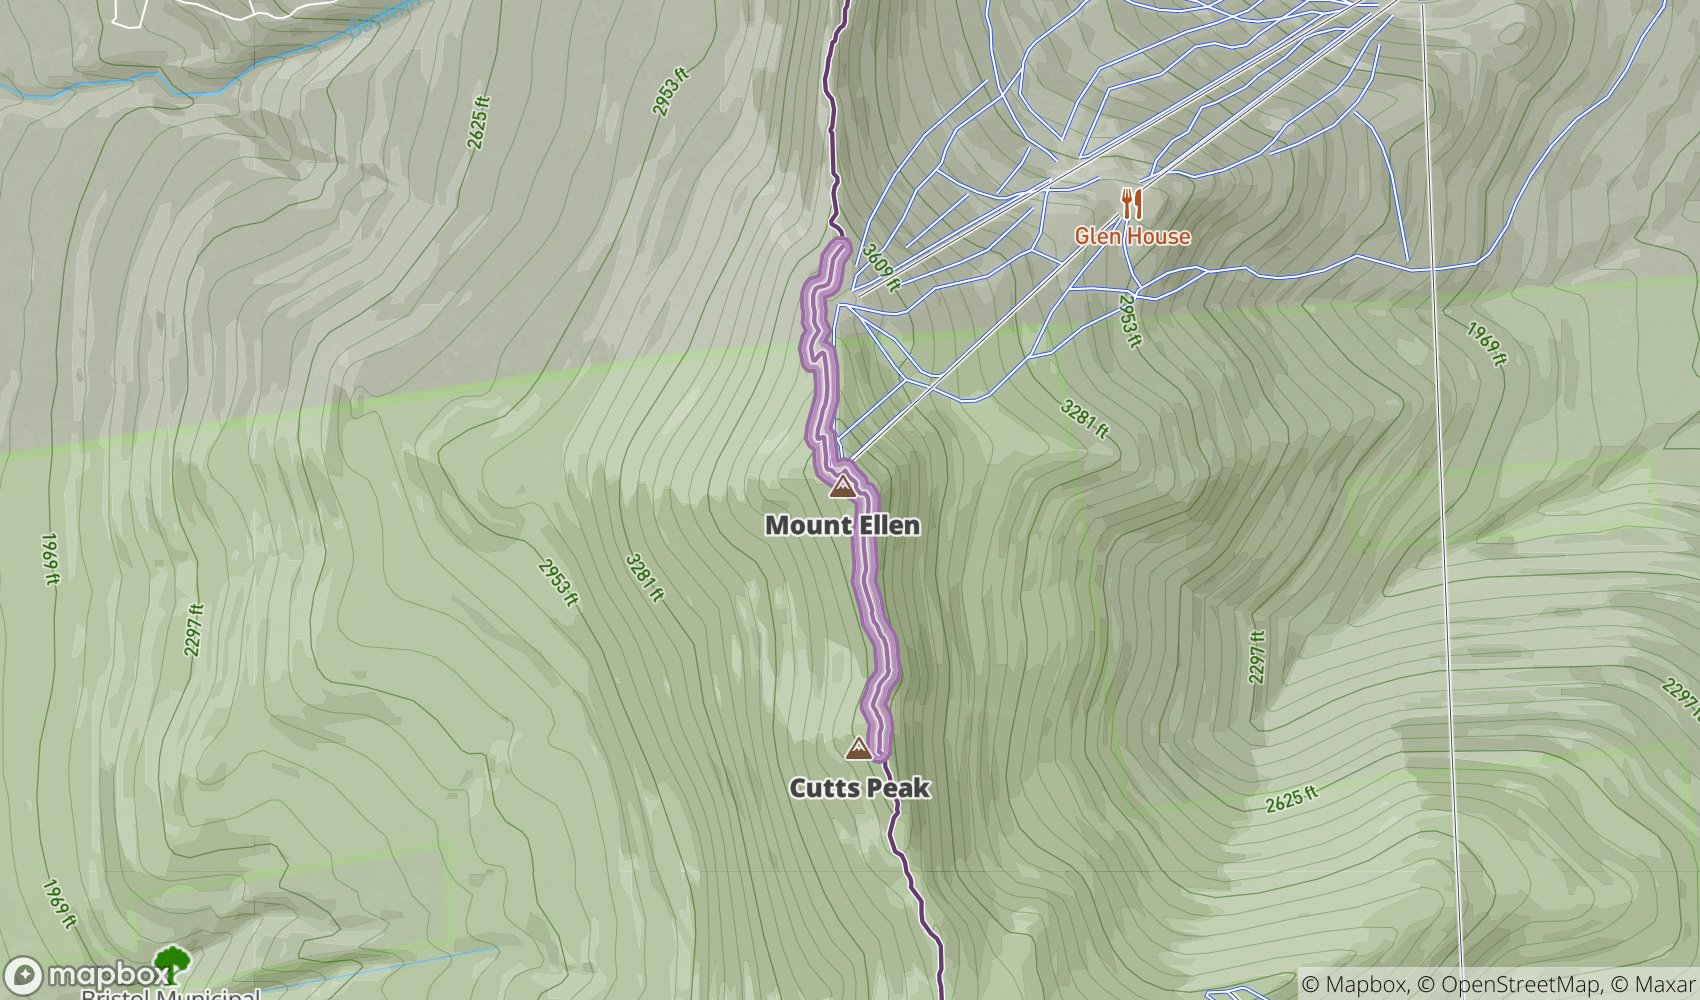 2953 ft
2625 ft
Glen House
3609 ft
2953 ft
1969 ft
3281 ft
Mount Ellen
1969 ft
2953 ft
3281 ft
2297 ft
2297 ft
2297 ft
Cutts Peak
2625 ft
1969 ft
mapbox
Bristol Municipal
© Mapbox, © OpenStreetMap, © Maxar